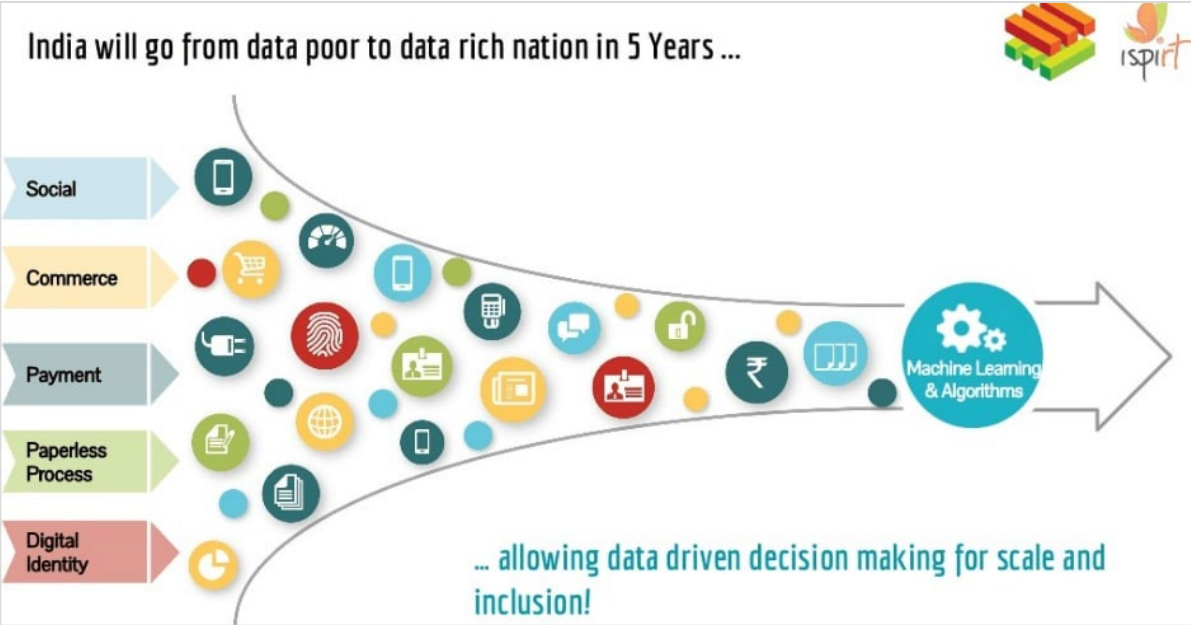 India will go from data poor to data rich nation in 5 Years ...
ispirt
Social
Commerce
Payment
Paperless
Process
Digital
Identity
₹
Machine Learning
& Algorithms
... allowing data driven decision making for scale and
inclusion!